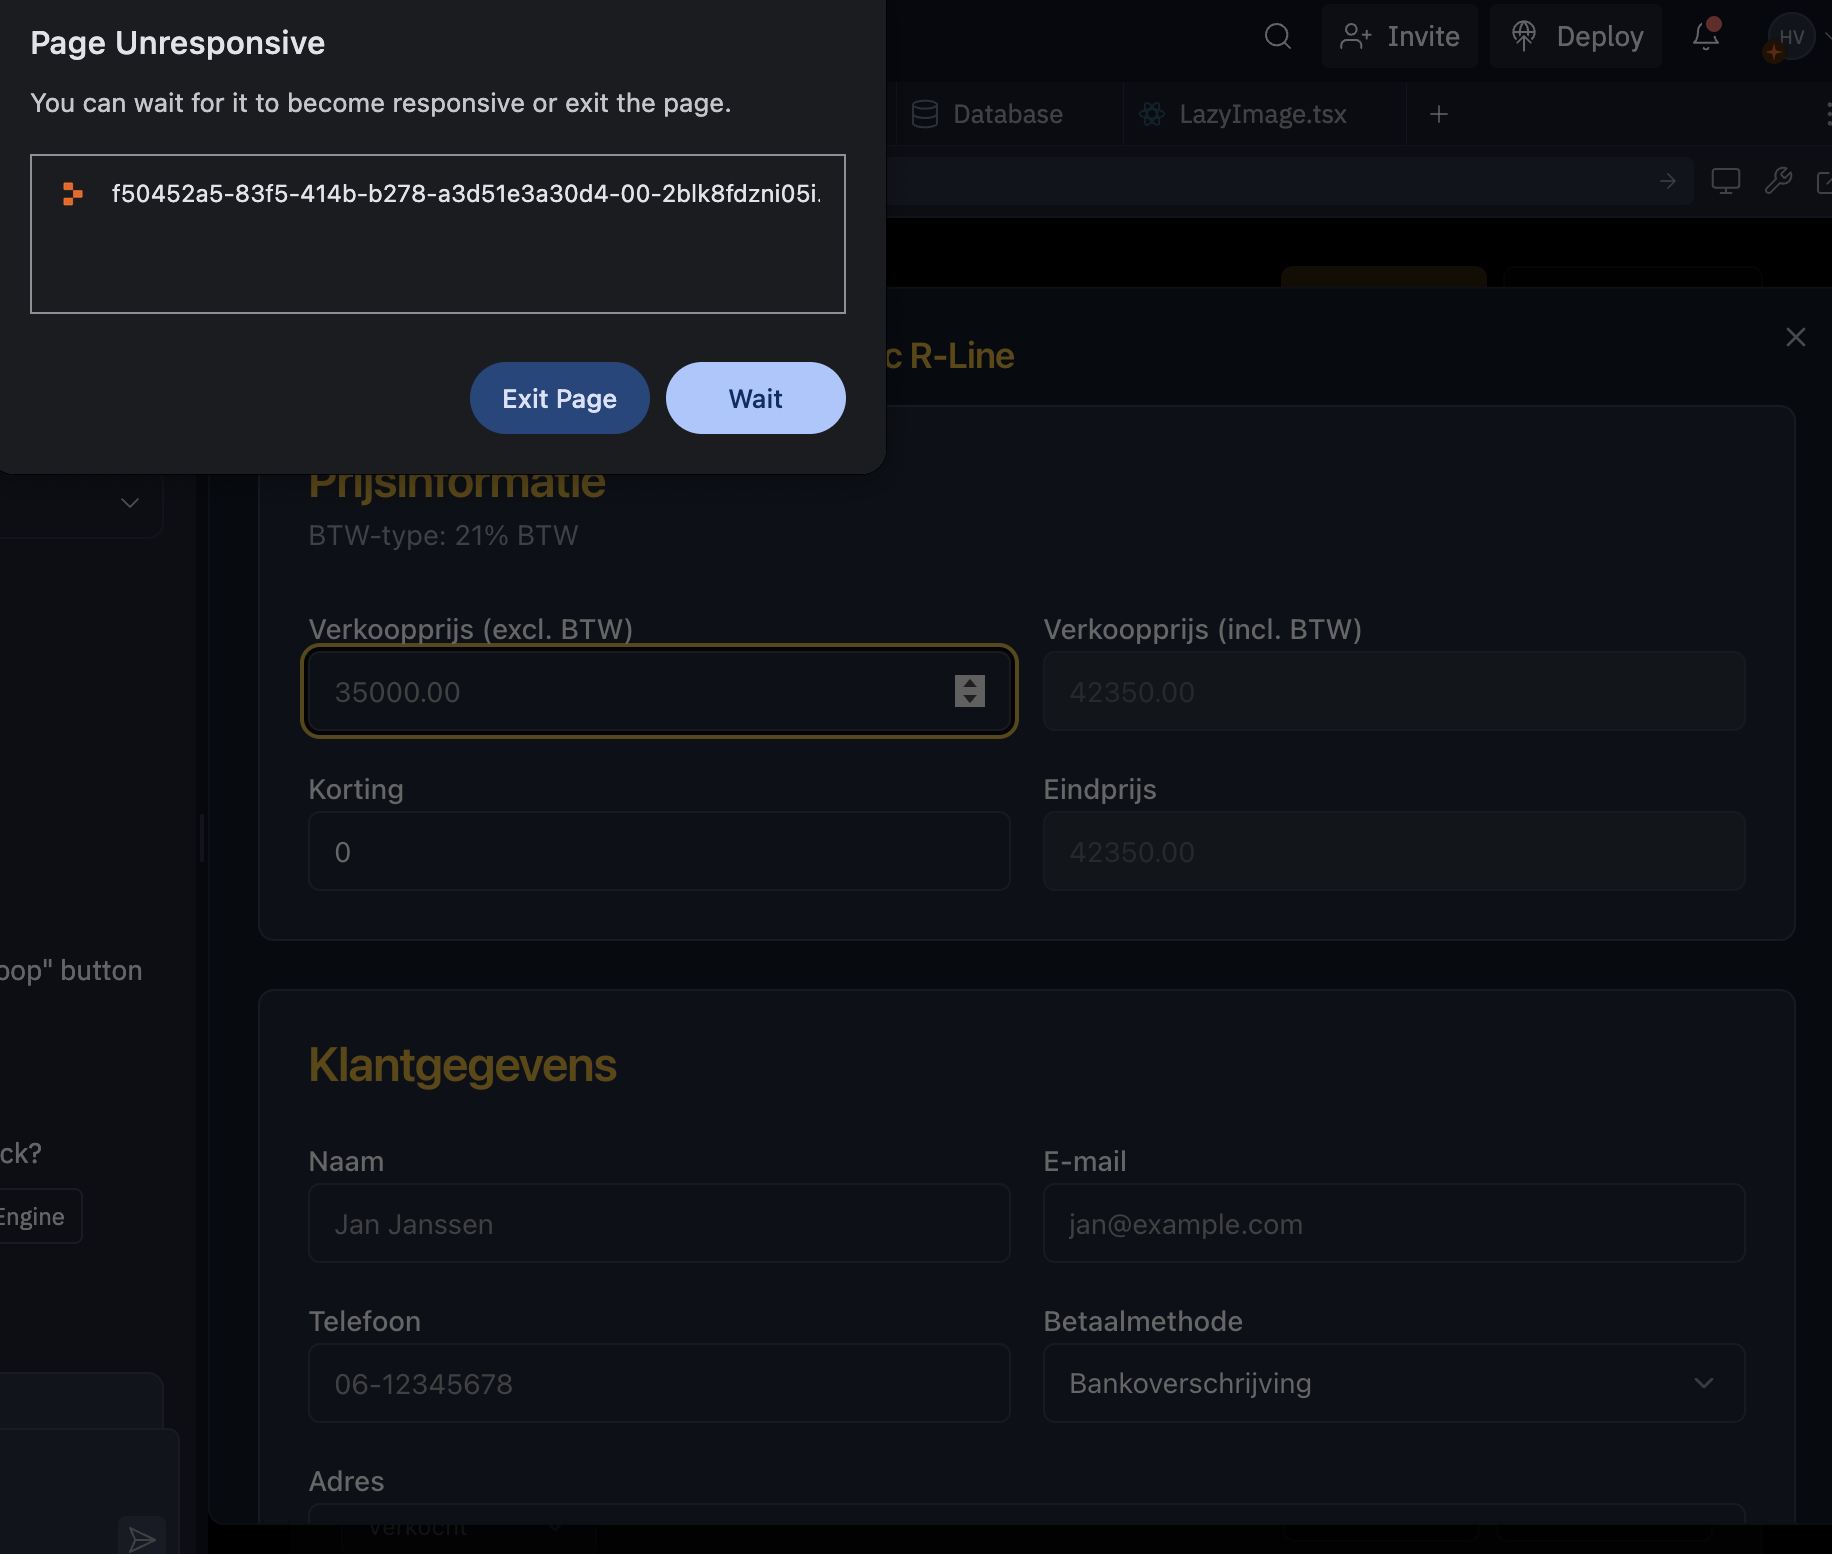 Page Unresponsive
You can wait for it to become responsive or exit the page.
f50452a5-83f5-414b-b278-a3d51e3a30d4-00-2blk8fdzni05i.
Exit Page
Wait
Invite
Deploy
HV
Database
LazyImage.tsx
c R-Line
Prijsinformatie
BTW-type: 21% BTW
Verkoopprijs (excl. BTW)
Verkoopprijs (incl. BTW)
35000.00
42350.00
Korting
Eindprijs
0
42350.00
oop" button
Klantgegevens
ck?
Engine
Naam
E-mail
Jan Janssen
jan@example.com
Telefoon
Betaalmethode
06-12345678
Bankoverschrijving
Adres
Verkocht